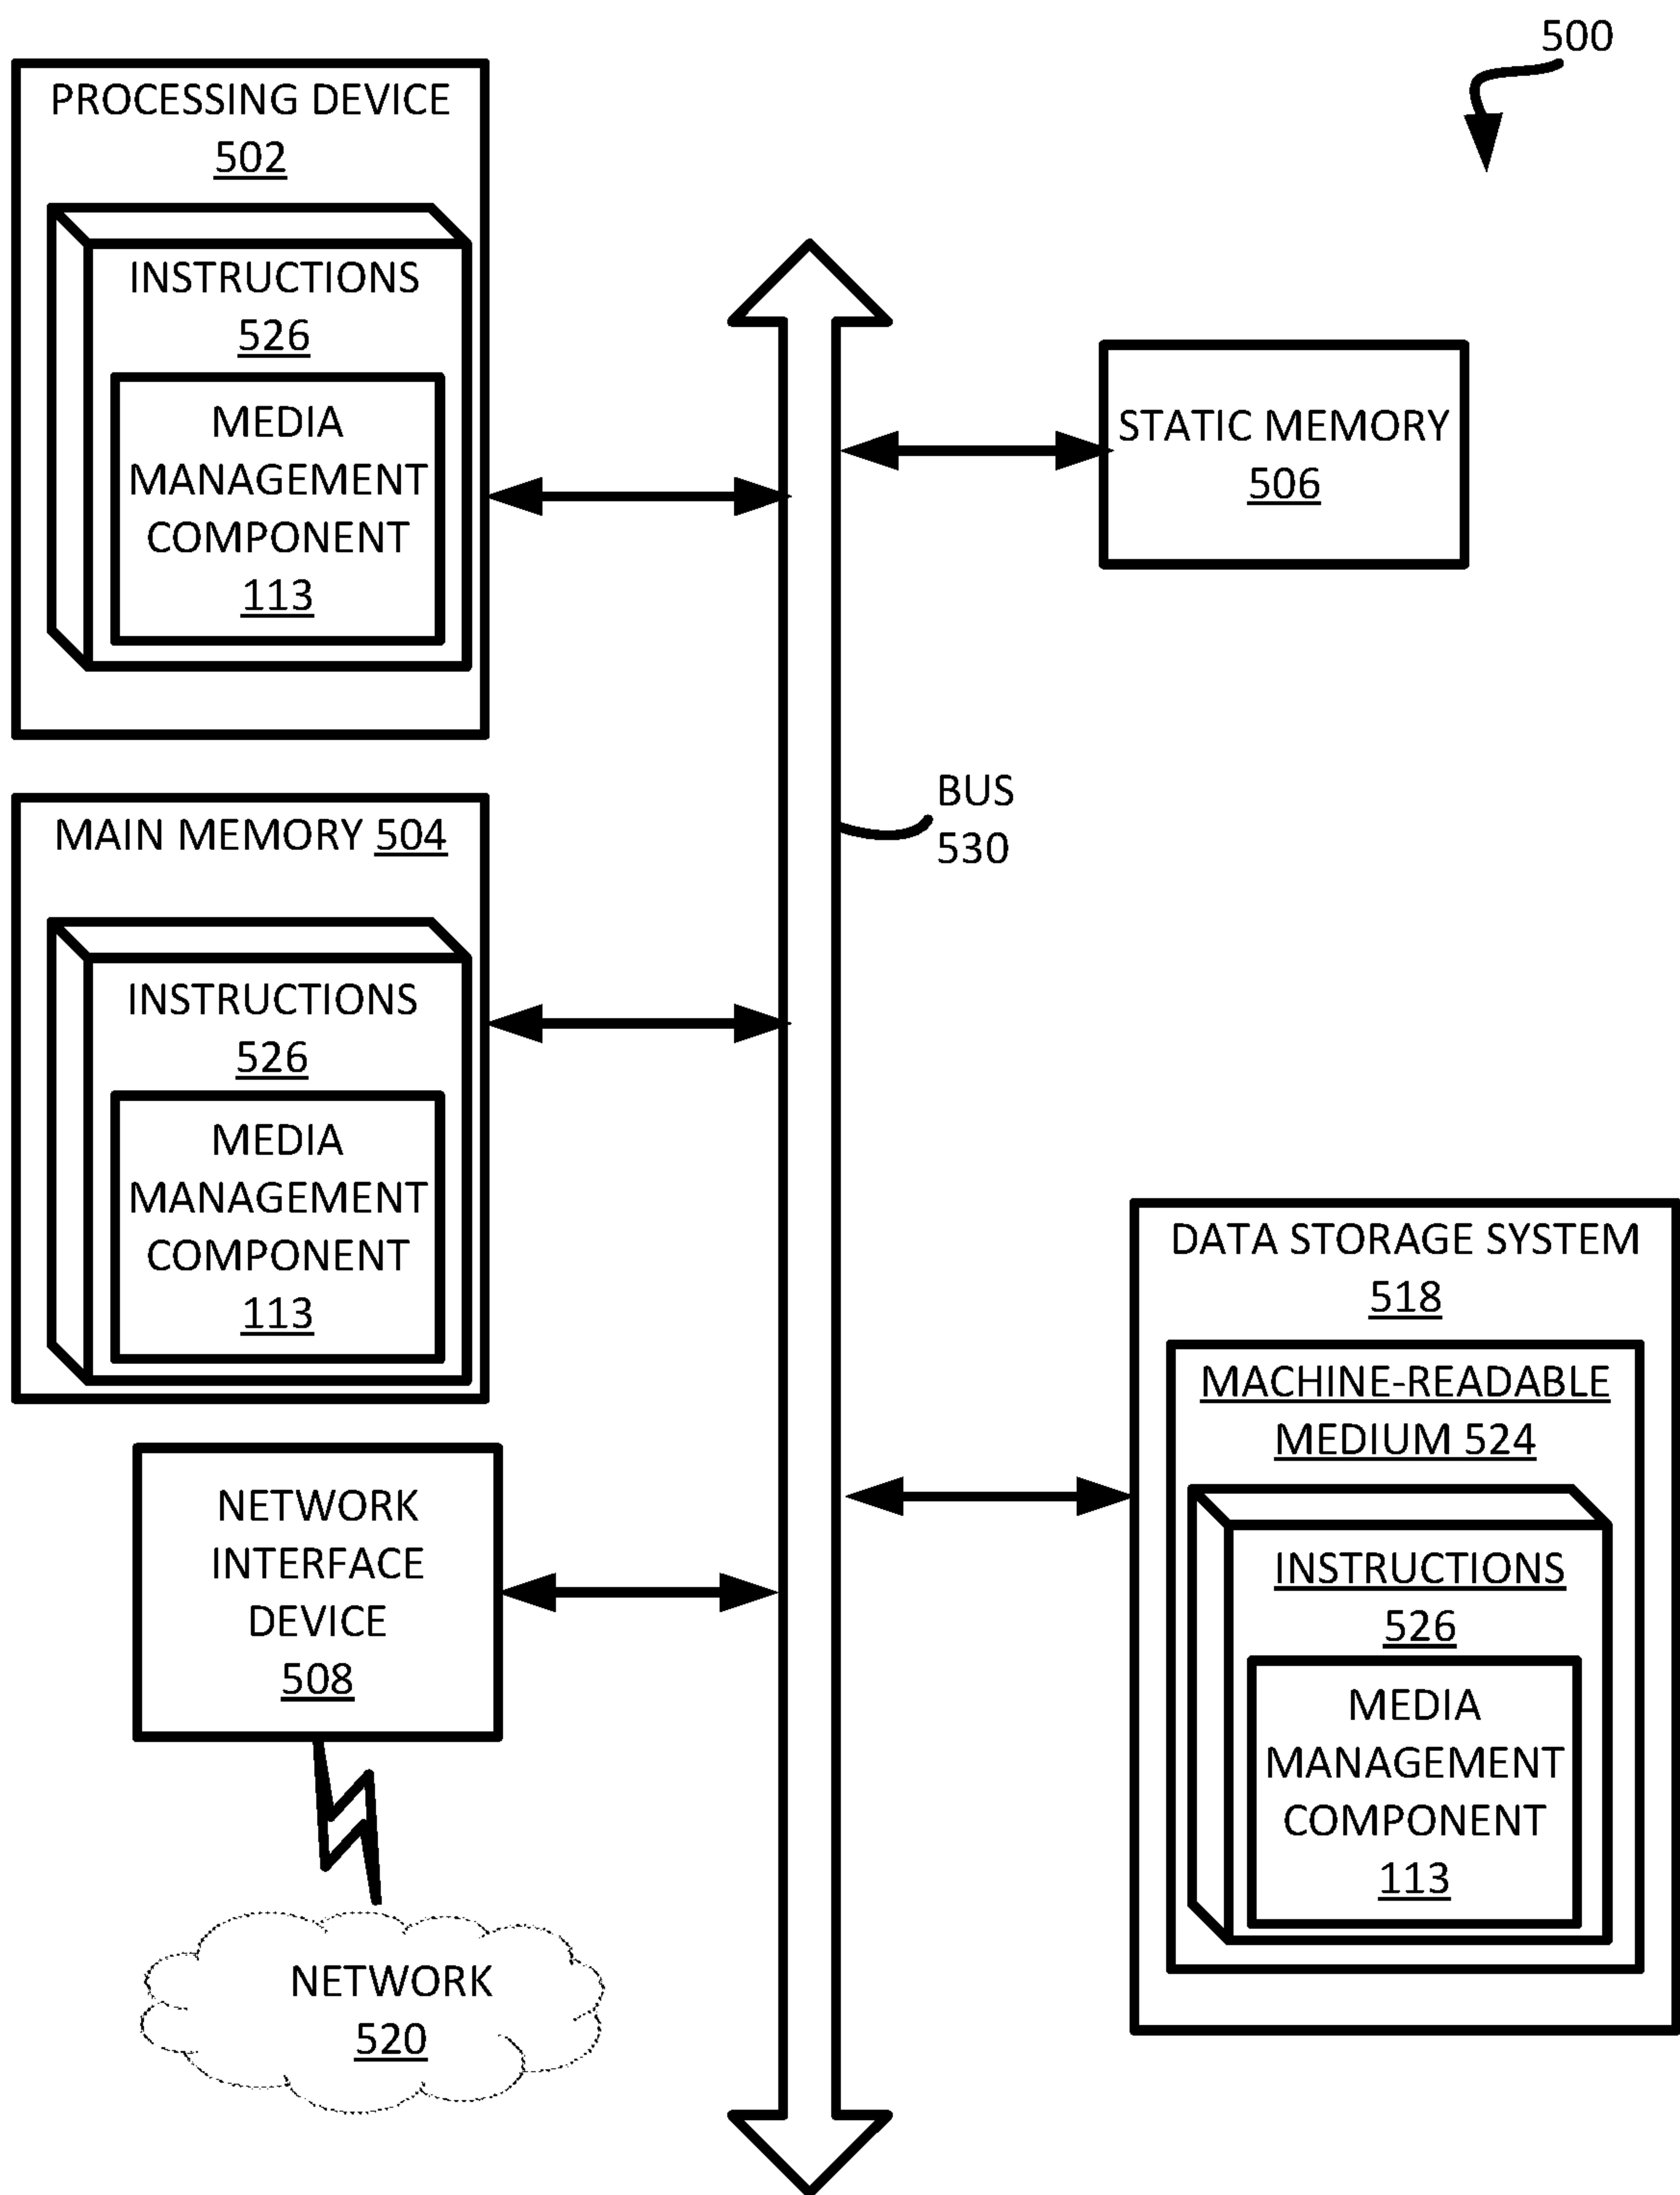 500
PROCESSING DEVICE
502
INSTRUCTIONS
526
MEDIA
MANAGEMENT
COMPONENT
113
STATIC MEMORY
506
BUS
530
MAIN MEMORY 504
INSTRUCTIONS
526
MEDIA
MANAGEMENT
COMPONENT
113
DATA STORAGE SYSTEM
518
MACHINE-READABLE
MEDIUM 524
INSTRUCTIONS
526
MEDIA
MANAGEMENT
COMPONENT
113
NETWORK
INTERFACE
DEVICE
508
NETWORK
520